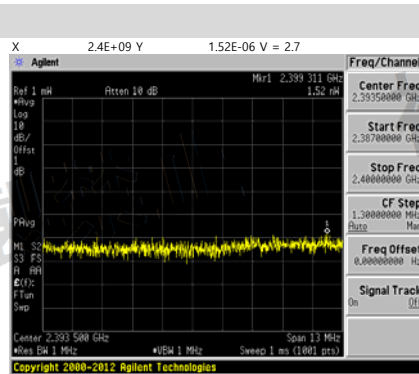 X 2.4E+09 Y 1.52E-06 V = 2.7
Agilent
Freq/Channel
Mkr1 2.399 311 GHz
Ref 1 mW Atten 10 dB 1.52 nW
#Avg
Log
10
dB/
Offst
1
dB
PAvg
M1 S2
S3 FS
A AA
£(f):
FTun
Swp
1
Center 2.393 500 GHz Span 13 MHz
#Res BW 1 MHz #VBW 1 MHz Sweep 1 ms (1001 pts)
Copyright 2000-2012 Agilent Technologies
Center Freq
2.39350000 GHz
Start Freq
2.38700000 GHz
Stop Freq
2.40000000 GHz
CF Step
1.30000000 MHz
Auto Man
Freq Offset
0.00000000 Hz
Signal Track
On Off